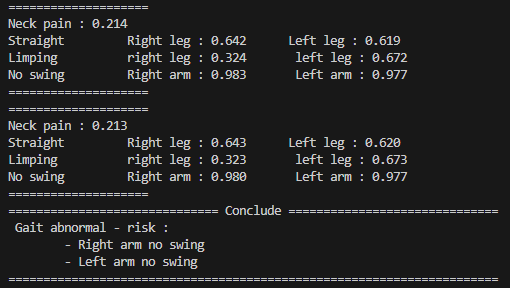 ====================
Neck pain : 0.214
Straight Right leg : 0.642 Left leg : 0.619
Limping right leg : 0.324 left leg : 0.672
No swing Right arm : 0.983 Left arm : 0.977
====================
====================
Neck pain : 0.213
Straight Right leg : 0.643 Left leg : 0.620
Limping right leg : 0.323 left leg : 0.673
No swing Right arm : 0.980 Left arm : 0.977
====================
============================== Conclude ==============================
Gait abnormal - risk :
- Right arm no swing
- Left arm no swing
======================================================================